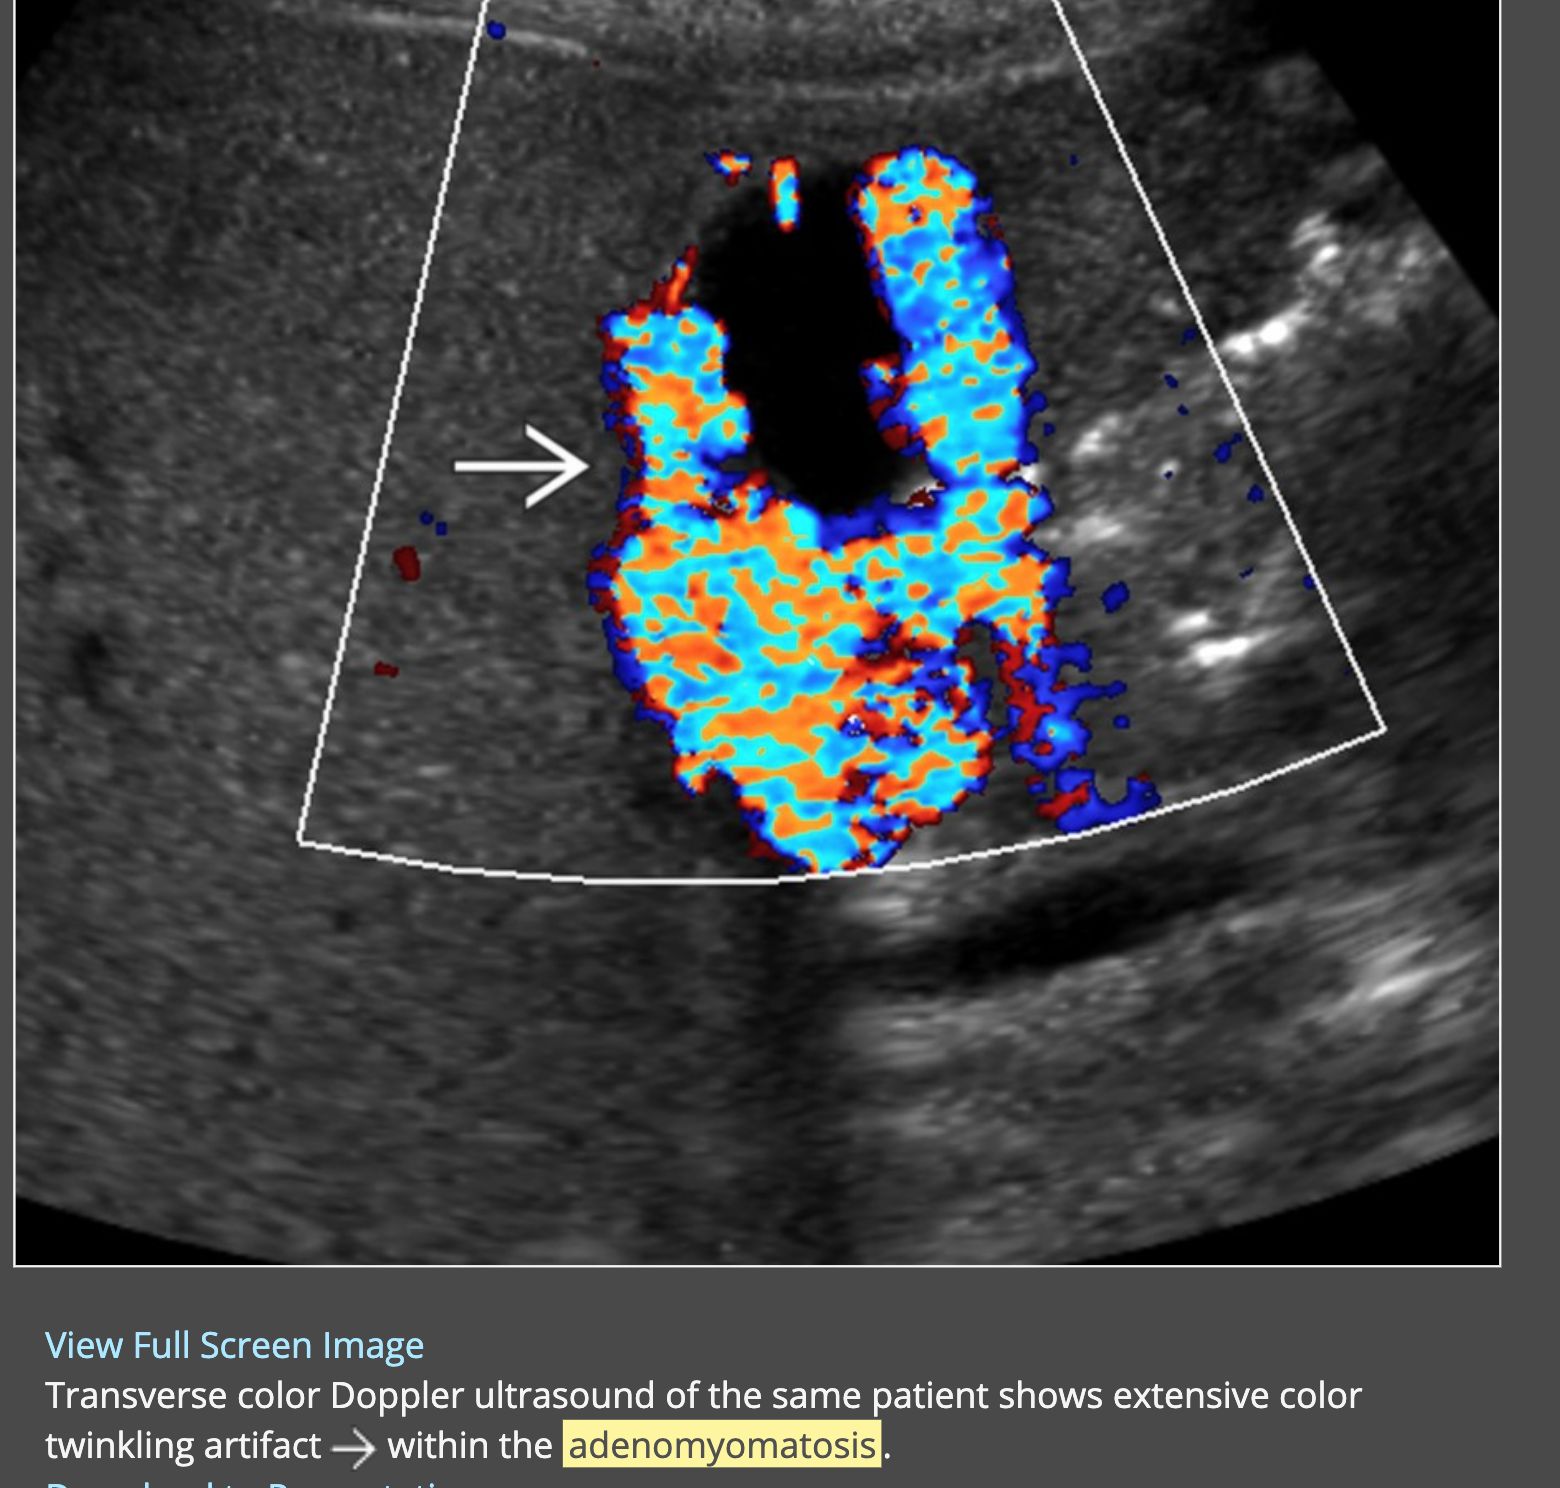 View Full Screen Image
Transverse color Doppler ultrasound of the same patient shows extensive color
twinkling artifact → within the adenomyomatosis.